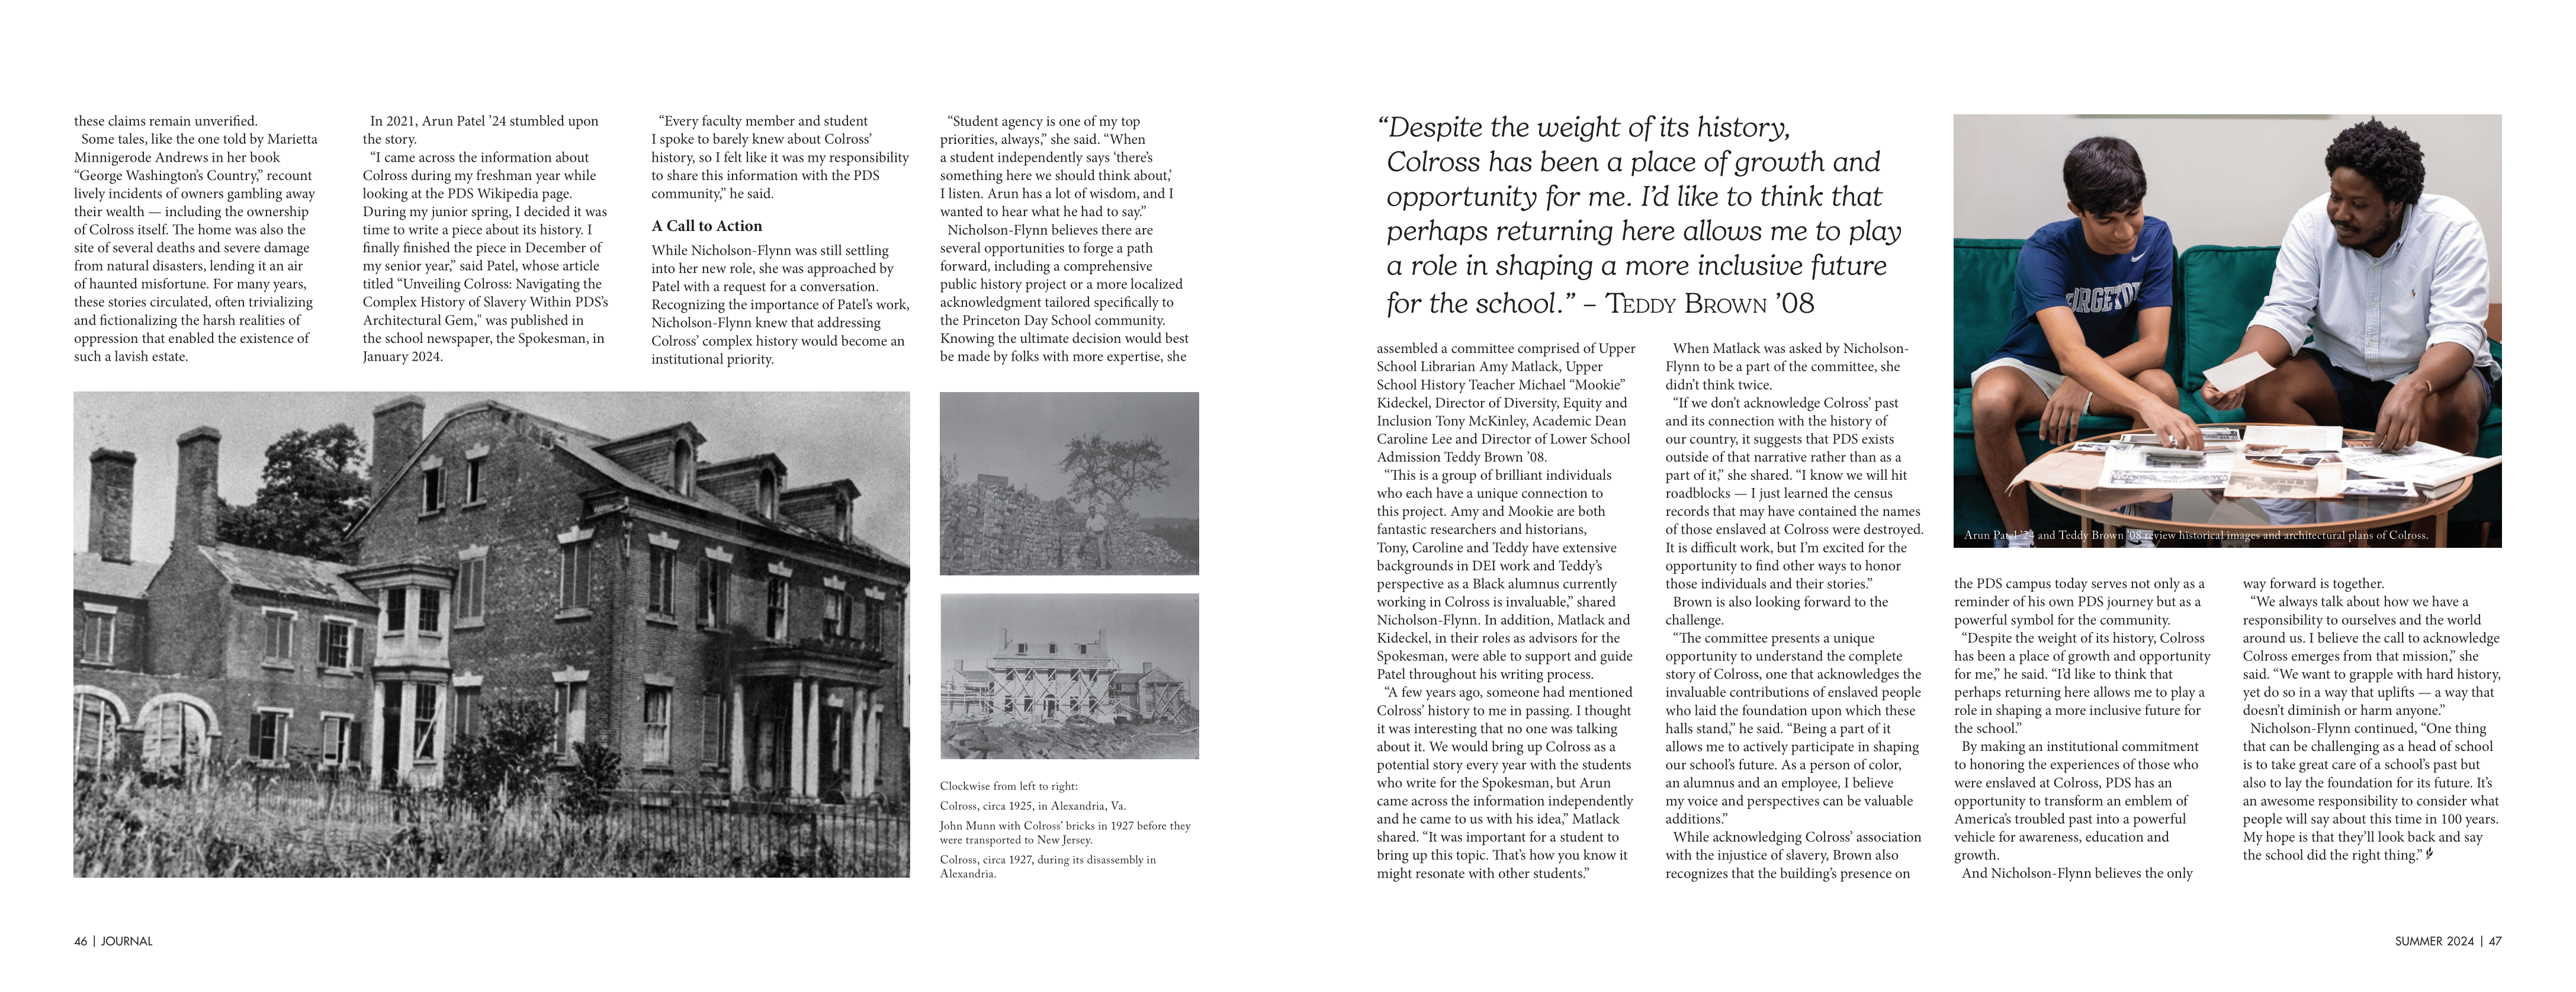 these claims remain unverified.
Some tales, like the one told by Marietta
Minnigerode Andrews in her book
“George Washington’s Country,” recount
lively incidents of owners gambling away
their wealth — including the ownership
of Colross itself. The home was also the
site of several deaths and severe damage
from natural disasters, lending it an air
of haunted misfortune. For many years,
these stories circulated, often trivializing
and fictionalizing the harsh realities of
oppression that enabled the existence of
such a lavish estate.
In 2021, Arun Patel ’24 stumbled upon
the story.
“I came across the information about
Colross during my freshman year while
looking at the PDS Wikipedia page.
During my junior spring, I decided it was
time to write a piece about its history. I
finally finished the piece in December of
my senior year,” said Patel, whose article
titled “Unveiling Colross: Navigating the
Complex History of Slavery Within PDS’s
Architectural Gem," was published in
the school newspaper, the Spokesman, in
January 2024.
“Every faculty member and student
I spoke to barely knew about Colross’
history, so I felt like it was my responsibility
to share this information with the PDS
community,” he said.
A Call to Action
While Nicholson-Flynn was still settling
into her new role, she was approached by
Patel with a request for a conversation.
Recognizing the importance of Patel’s work,
Nicholson-Flynn knew that addressing
Colross’ complex history would become an
institutional priority.
“Student agency is one of my top
priorities, always,” she said. “When
a student independently says ‘there’s
something here we should think about,’
I listen. Arun has a lot of wisdom, and I
wanted to hear what he had to say.”
Nicholson-Flynn believes there are
several opportunities to forge a path
forward, including a comprehensive
public history project or a more localized
acknowledgment tailored specifically to
the Princeton Day School community.
Knowing the ultimate decision would best
be made by folks with more expertise, she
Clockwise from left to right:
Colross, circa 1925, in Alexandria, Va.
John Munn with Colross’ bricks in 1927 before they
were transported to New Jersey.
Colross, circa 1927, during its disassembly in
Alexandria.
46 | JOURNAL
“Despite the weight of its history,
Colross has been a place of growth and
opportunity for me. I’d like to think that
perhaps returning here allows me to play
a role in shaping a more inclusive future
for the school.” – TEDDY BROWN ’08
assembled a committee comprised of Upper
School Librarian Amy Matlack, Upper
School History Teacher Michael “Mookie”
Kideckel, Director of Diversity, Equity and
Inclusion Tony McKinley, Academic Dean
Caroline Lee and Director of Lower School
Admission Teddy Brown ’08.
“This is a group of brilliant individuals
who each have a unique connection to
this project. Amy and Mookie are both
fantastic researchers and historians,
Tony, Caroline and Teddy have extensive
backgrounds in DEI work and Teddy’s
perspective as a Black alumnus currently
working in Colross is invaluable,” shared
Nicholson-Flynn. In addition, Matlack and
Kideckel, in their roles as advisors for the
Spokesman, were able to support and guide
Patel throughout his writing process.
“A few years ago, someone had mentioned
Colross’ history to me in passing. I thought
it was interesting that no one was talking
about it. We would bring up Colross as a
potential story every year with the students
who write for the Spokesman, but Arun
came across the information independently
and he came to us with his idea,” Matlack
shared. “It was important for a student to
bring up this topic. That’s how you know it
might resonate with other students.”
When Matlack was asked by Nicholson-
Flynn to be a part of the committee, she
didn’t think twice.
“If we don’t acknowledge Colross’ past
and its connection with the history of
our country, it suggests that PDS exists
outside of that narrative rather than as a
part of it,” she shared. “I know we will hit
roadblocks — I just learned the census
records that may have contained the names
of those enslaved at Colross were destroyed.
It is difficult work, but I’m excited for the
opportunity to find other ways to honor
those individuals and their stories.”
Brown is also looking forward to the
challenge.
“The committee presents a unique
opportunity to understand the complete
story of Colross, one that acknowledges the
invaluable contributions of enslaved people
who laid the foundation upon which these
halls stand,” he said. “Being a part of it
allows me to actively participate in shaping
our school’s future. As a person of color,
an alumnus and an employee, I believe
my voice and perspectives can be valuable
additions.”
While acknowledging Colross’ association
with the injustice of slavery, Brown also
recognizes that the building’s presence on
GEORGETOWN
Arun Patel ’24 and Teddy Brown ’08 review historical images and architectural plans of Colross.
the PDS campus today serves not only as a
reminder of his own PDS journey but as a
powerful symbol for the community.
“Despite the weight of its history, Colross
has been a place of growth and opportunity
for me,” he said. “I’d like to think that
perhaps returning here allows me to play a
role in shaping a more inclusive future for
the school.”
By making an institutional commitment
to honoring the experiences of those who
were enslaved at Colross, PDS has an
opportunity to transform an emblem of
America’s troubled past into a powerful
vehicle for awareness, education and
growth.
And Nicholson-Flynn believes the only
way forward is together.
“We always talk about how we have a
responsibility to ourselves and the world
around us. I believe the call to acknowledge
Colross emerges from that mission,” she
said. “We want to grapple with hard history,
yet do so in a way that uplifts — a way that
doesn’t diminish or harm anyone.”
Nicholson-Flynn continued, “One thing
that can be challenging as a head of school
is to take great care of a school’s past but
also to lay the foundation for its future. It’s
an awesome responsibility to consider what
people will say about this time in 100 years.
My hope is that they’ll look back and say
the school did the right thing.”
SUMMER 2024 | 47